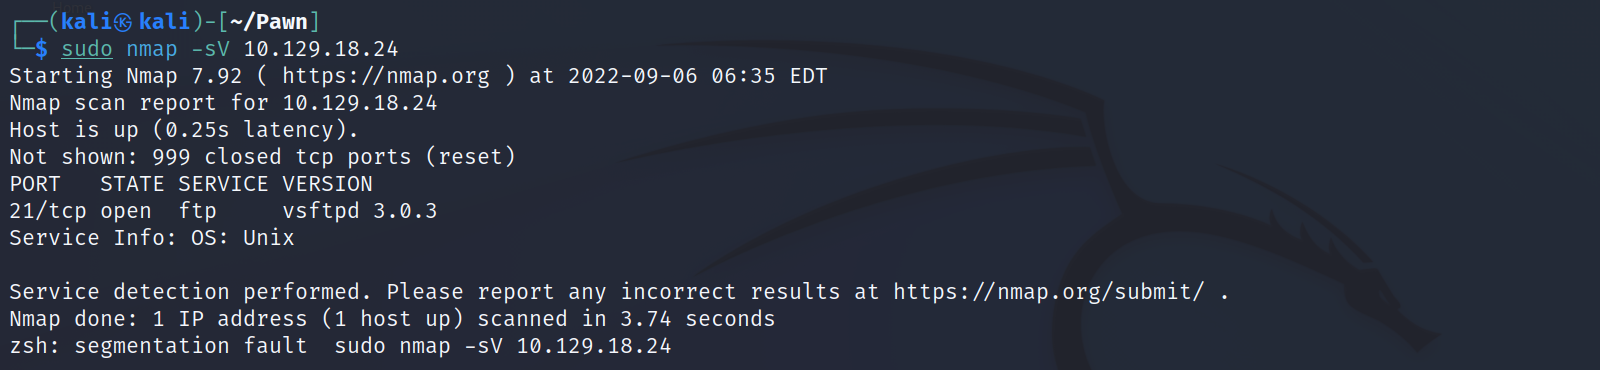 ┌──(kali㉿kali)-[~/Pawn]
└─$ sudo nmap -sV 10.129.18.24
Starting Nmap 7.92 ( https://nmap.org ) at 2022-09-06 06:35 EDT
Nmap scan report for 10.129.18.24
Host is up (0.25s latency).
Not shown: 999 closed tcp ports (reset)
PORT   STATE SERVICE VERSION
21/tcp open  ftp     vsftpd 3.0.3
Service Info: OS: Unix

Service detection performed. Please report any incorrect results at https://nmap.org/submit/ .
Nmap done: 1 IP address (1 host up) scanned in 3.74 seconds
zsh: segmentation fault  sudo nmap -sV 10.129.18.24